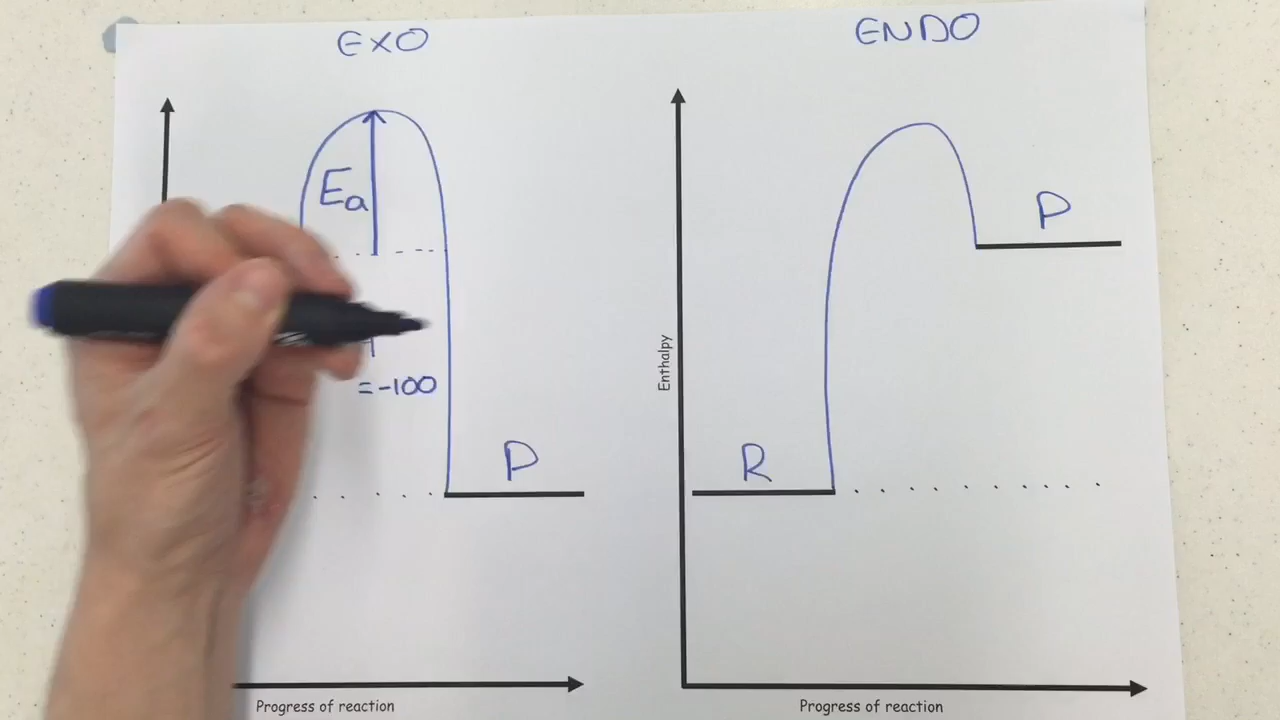 EXO
Ea
=-100
P
Progress of reaction
ENDO
P
Enthalpy
R
Progress of reaction